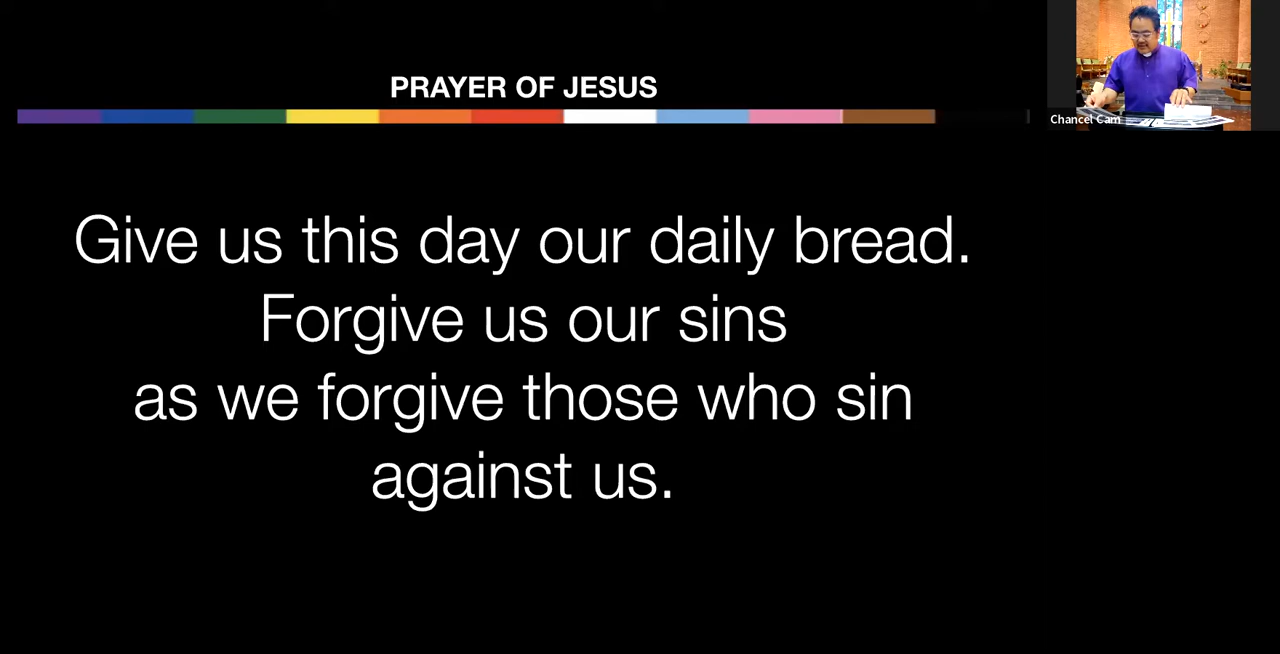 PRAYER OF JESUS
Chancel Cam
Give us this day our daily bread.
Forgive us our sins
as we forgive those who sin
against us.